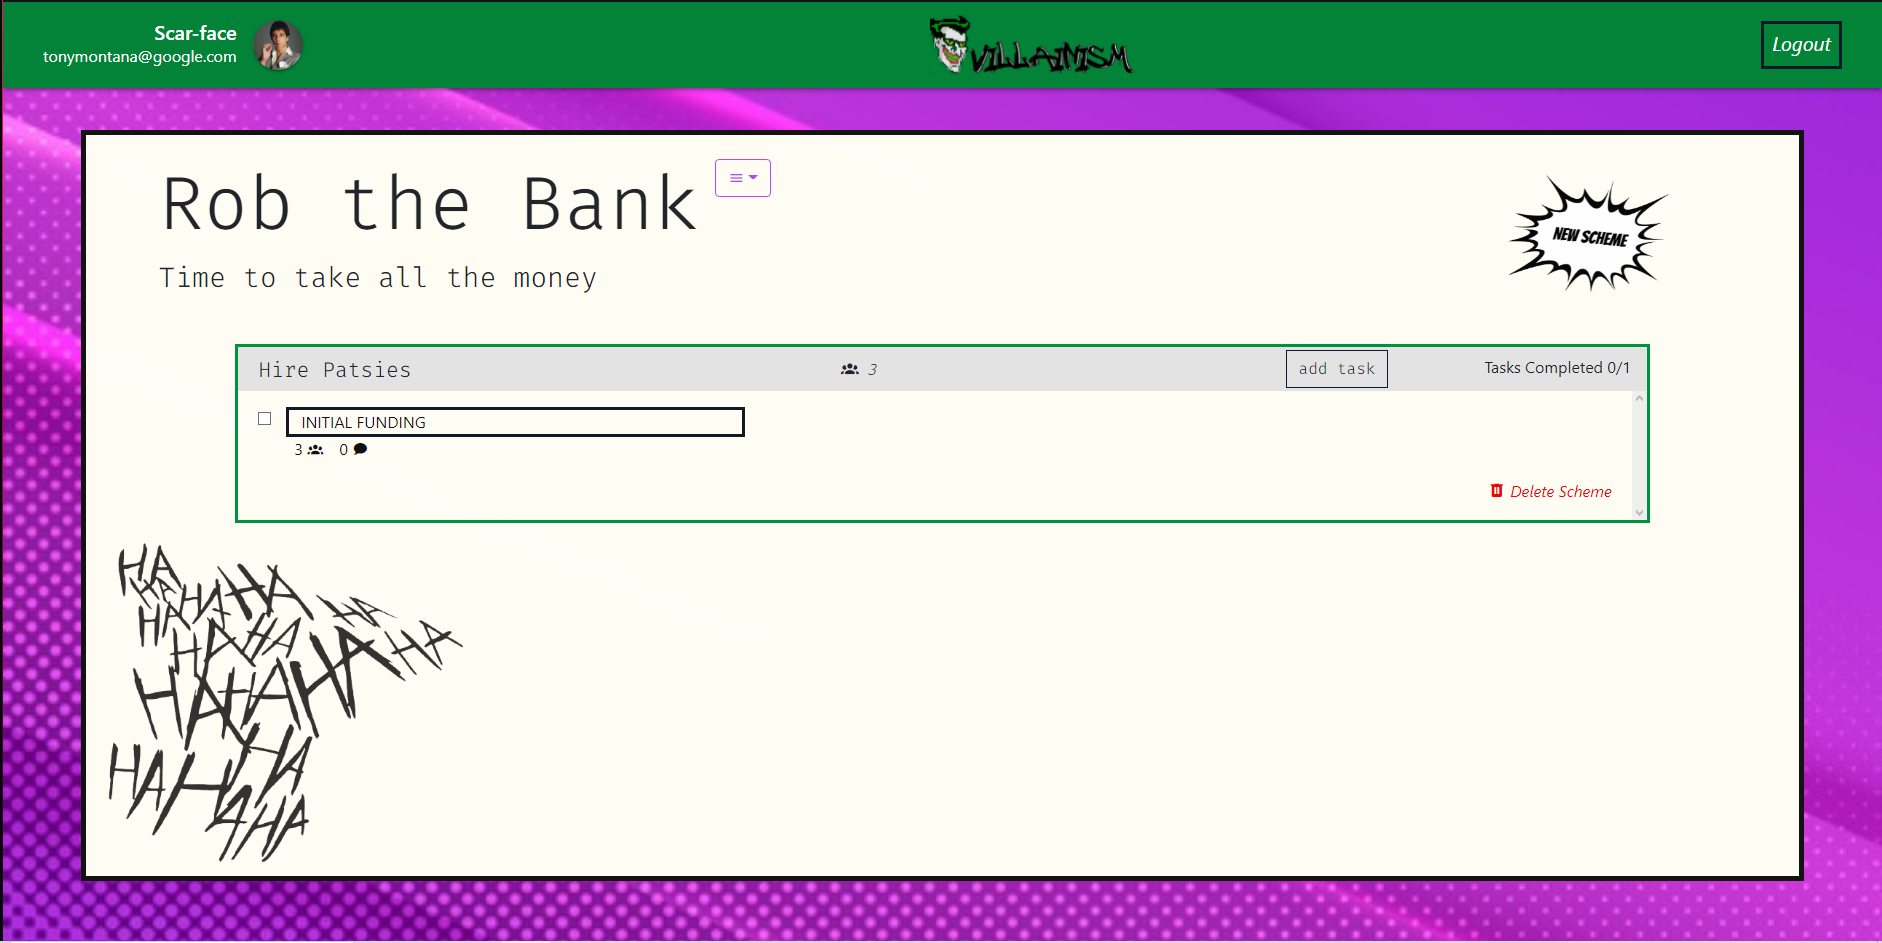 Scar-face
tonymontana@google.com
VILLAINISM
Logout
Rob the Bank
Time to take all the money
NEW SCHEME
Hire Patsies
3
add task
Tasks Completed 0/1
INITIAL FUNDING
3 0
Delete Scheme
HA
HA
HA HA HA
HA HA
HA HA HA
HA HA HA
HA
HA HA
HA